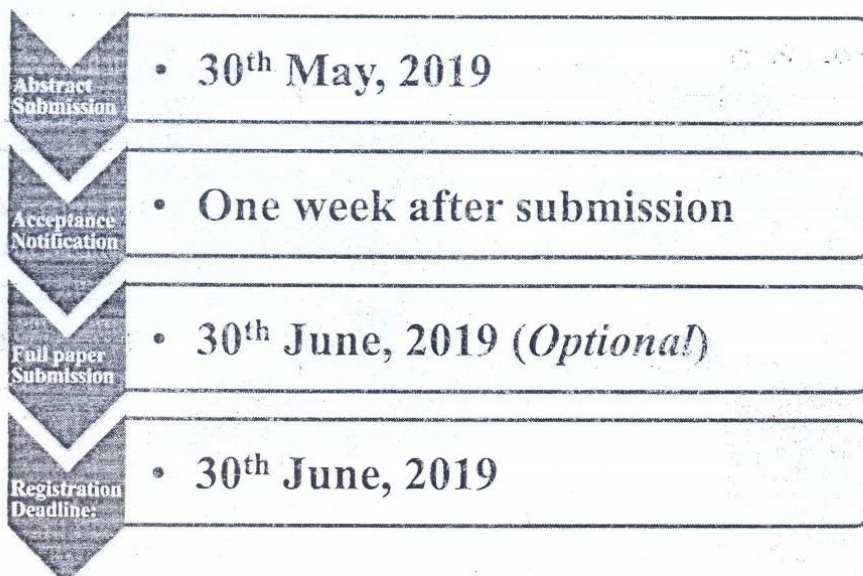 Abstract
Submission
• 30th May, 2019
Acceptance
Notification
• One week after submission
Full paper
Submission
• 30th June, 2019 (Optional)
Registration
Deadline:
• 30th June, 2019